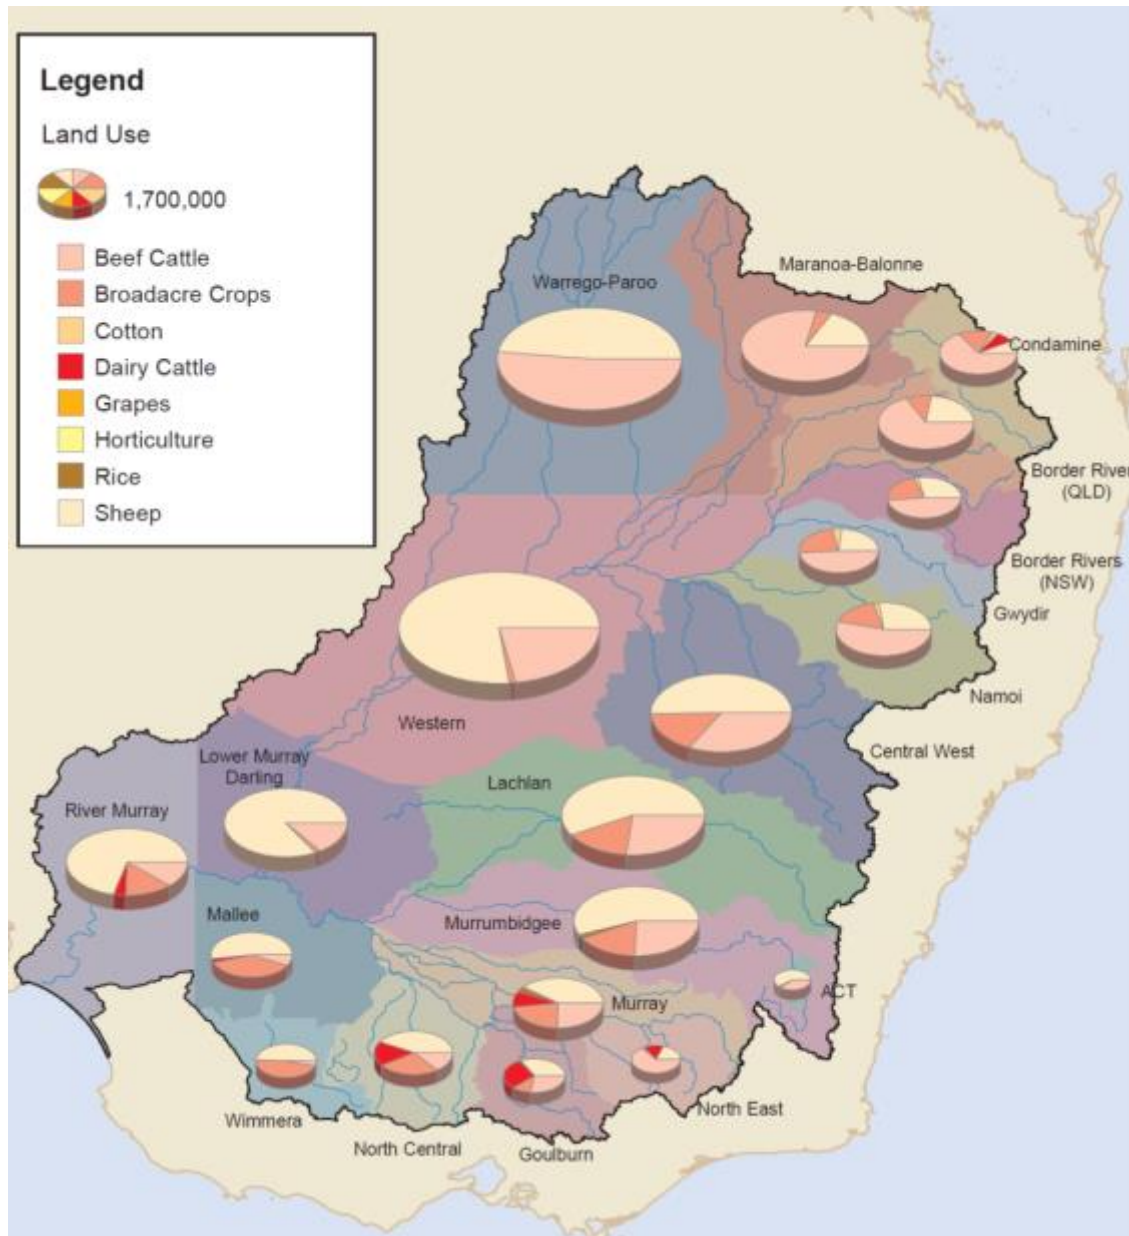 Legend
Land Use
1,700,000
Beef Cattle
Broadacre Crops
Cotton
Dairy Cattle
Grapes
Horticulture
Rice
Sheep
Warrego-Paroo
Maranoa-Balonne
Condamine
Border River
(QLD)
Border Rivers
(NSW)
Gwydir
Namoi
Western
Central West
Lower Murray
Darling
Lachlan
River Murray
Mallee
Murrumbidgee
ACT
Murray
Wimmera
North Central
Goulburn
North East